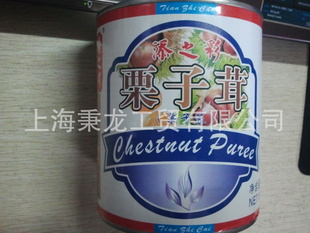 Tian Zhi Cai
添之彩
栗子茸
上海秉龙工贸有限公司
Chestnut Puree
净含
NE
Tian Zhi Cai